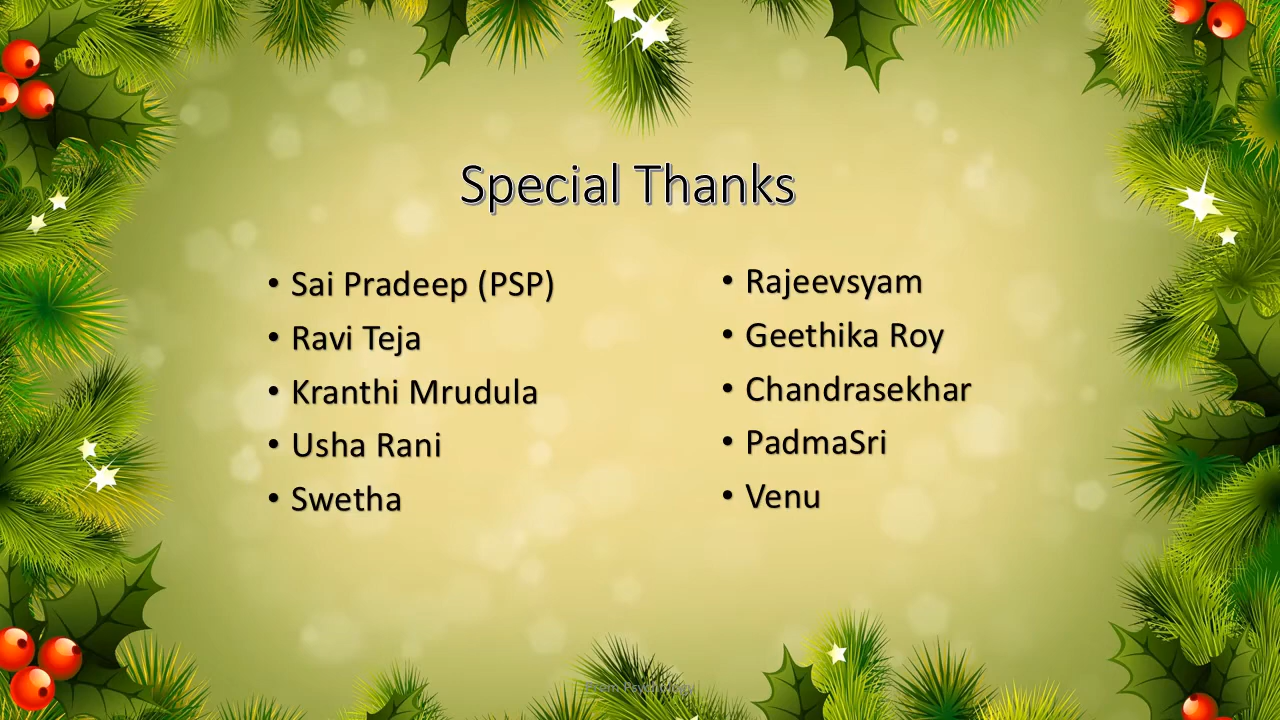 Special Thanks
• Sai Pradeep (PSP)
• Ravi Teja
• Kranthi Mrudula
• Usha Rani
• Swetha
• Rajeevsyam
• Geethika Roy
• Chandrasekhar
• PadmaSri
• Venu